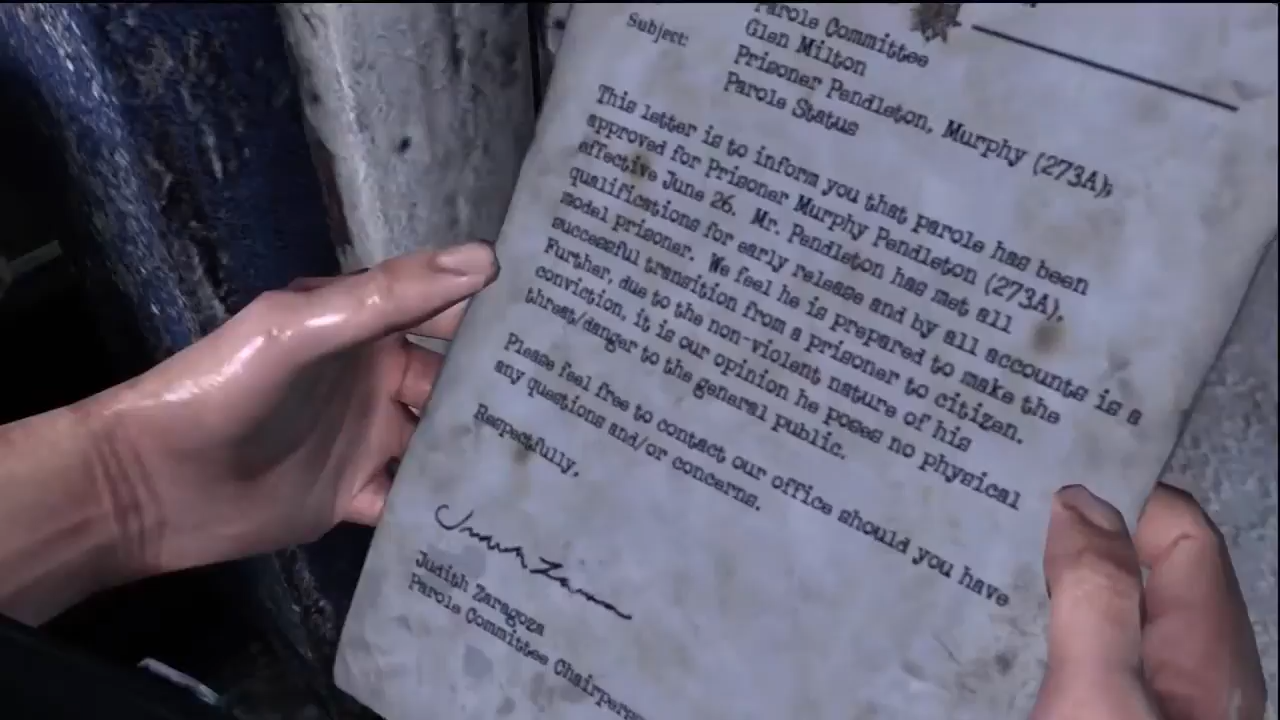 Parole Committee
Subject: Glen Milton
Prisoner Pendleton, Murphy (273A);
Parole Status
This letter is to inform you that parole has been
approved for Prisoner Murphy Pendleton (273A),
effective June 26. Mr. Pendleton has met all
qualifications for early release and by all accounts is a
model prisoner. We feel he is prepared to make the
successful transition from a prisoner to citizen.
Further, due to the non-violent nature of his
conviction, it is our opinion he poses no physical
threat/danger to the general public.
Please feel free to contact our office should you have
any questions and/or concerns.
Respectfully,
Judith Zaragoza
Judith Zaragoza
Parole Committee Chairperso